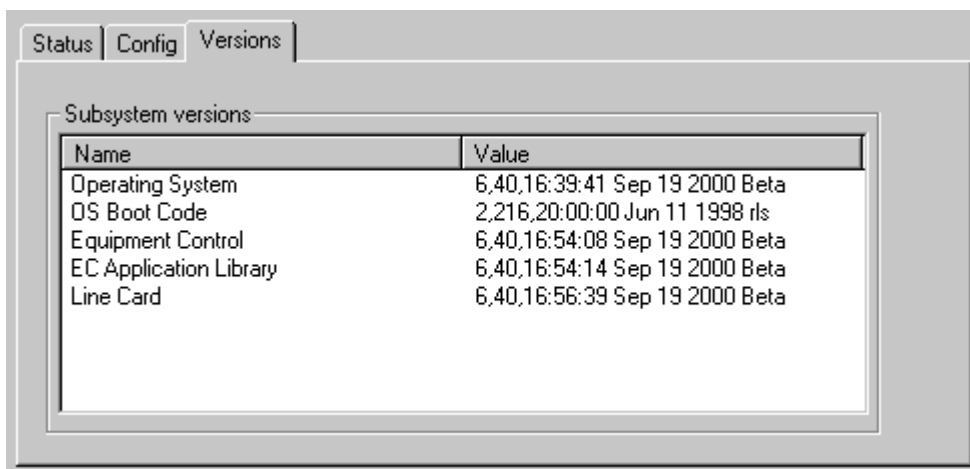 Status Config Versions
Subsystem versions
Name Value
Operating System 6,40,16:39:41 Sep 19 2000 Beta
OS Boot Code 2,216,20:00:00 Jun 11 1998 rls
Equipment Control 6,40,16:54:08 Sep 19 2000 Beta
EC Application Library 6,40,16:54:14 Sep 19 2000 Beta
Line Card 6,40,16:56:39 Sep 19 2000 Beta